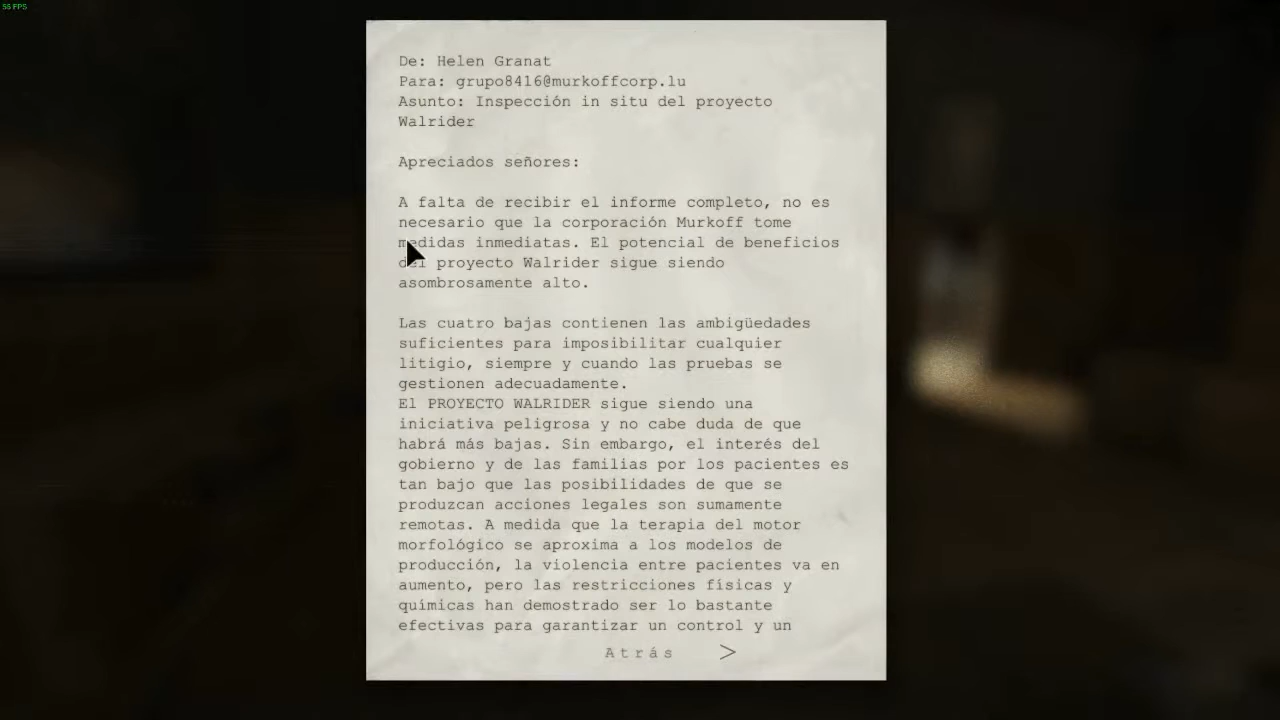 55 FPS
De: Helen Granat
Para: grupo8416@murkoffcorp.lu
Asunto: Inspección in situ del proyecto
Walrider
Apreciados señores:
A falta de recibir el informe completo, no es
necesario que la corporación Murkoff tome
medidas inmediatas. El potencial de beneficios
del proyecto Walrider sigue siendo
asombrosamente alto.
Las cuatro bajas contienen las ambigüedades
suficientes para imposibilitar cualquier
litigio, siempre y cuando las pruebas se
gestionen adecuadamente.
El PROYECTO WALRIDER sigue siendo una
iniciativa peligrosa y no cabe duda de que
habrá más bajas. Sin embargo, el interés del
gobierno y de las familias por los pacientes es
tan bajo que las posibilidades de que se
produzcan acciones legales son sumamente
remotas. A medida que la terapia del motor
morfológico se aproxima a los modelos de
producción, la violencia entre pacientes va en
aumento, pero las restricciones físicas y
químicas han demostrado ser lo bastante
efectivas para garantizar un control y un
Atrás >